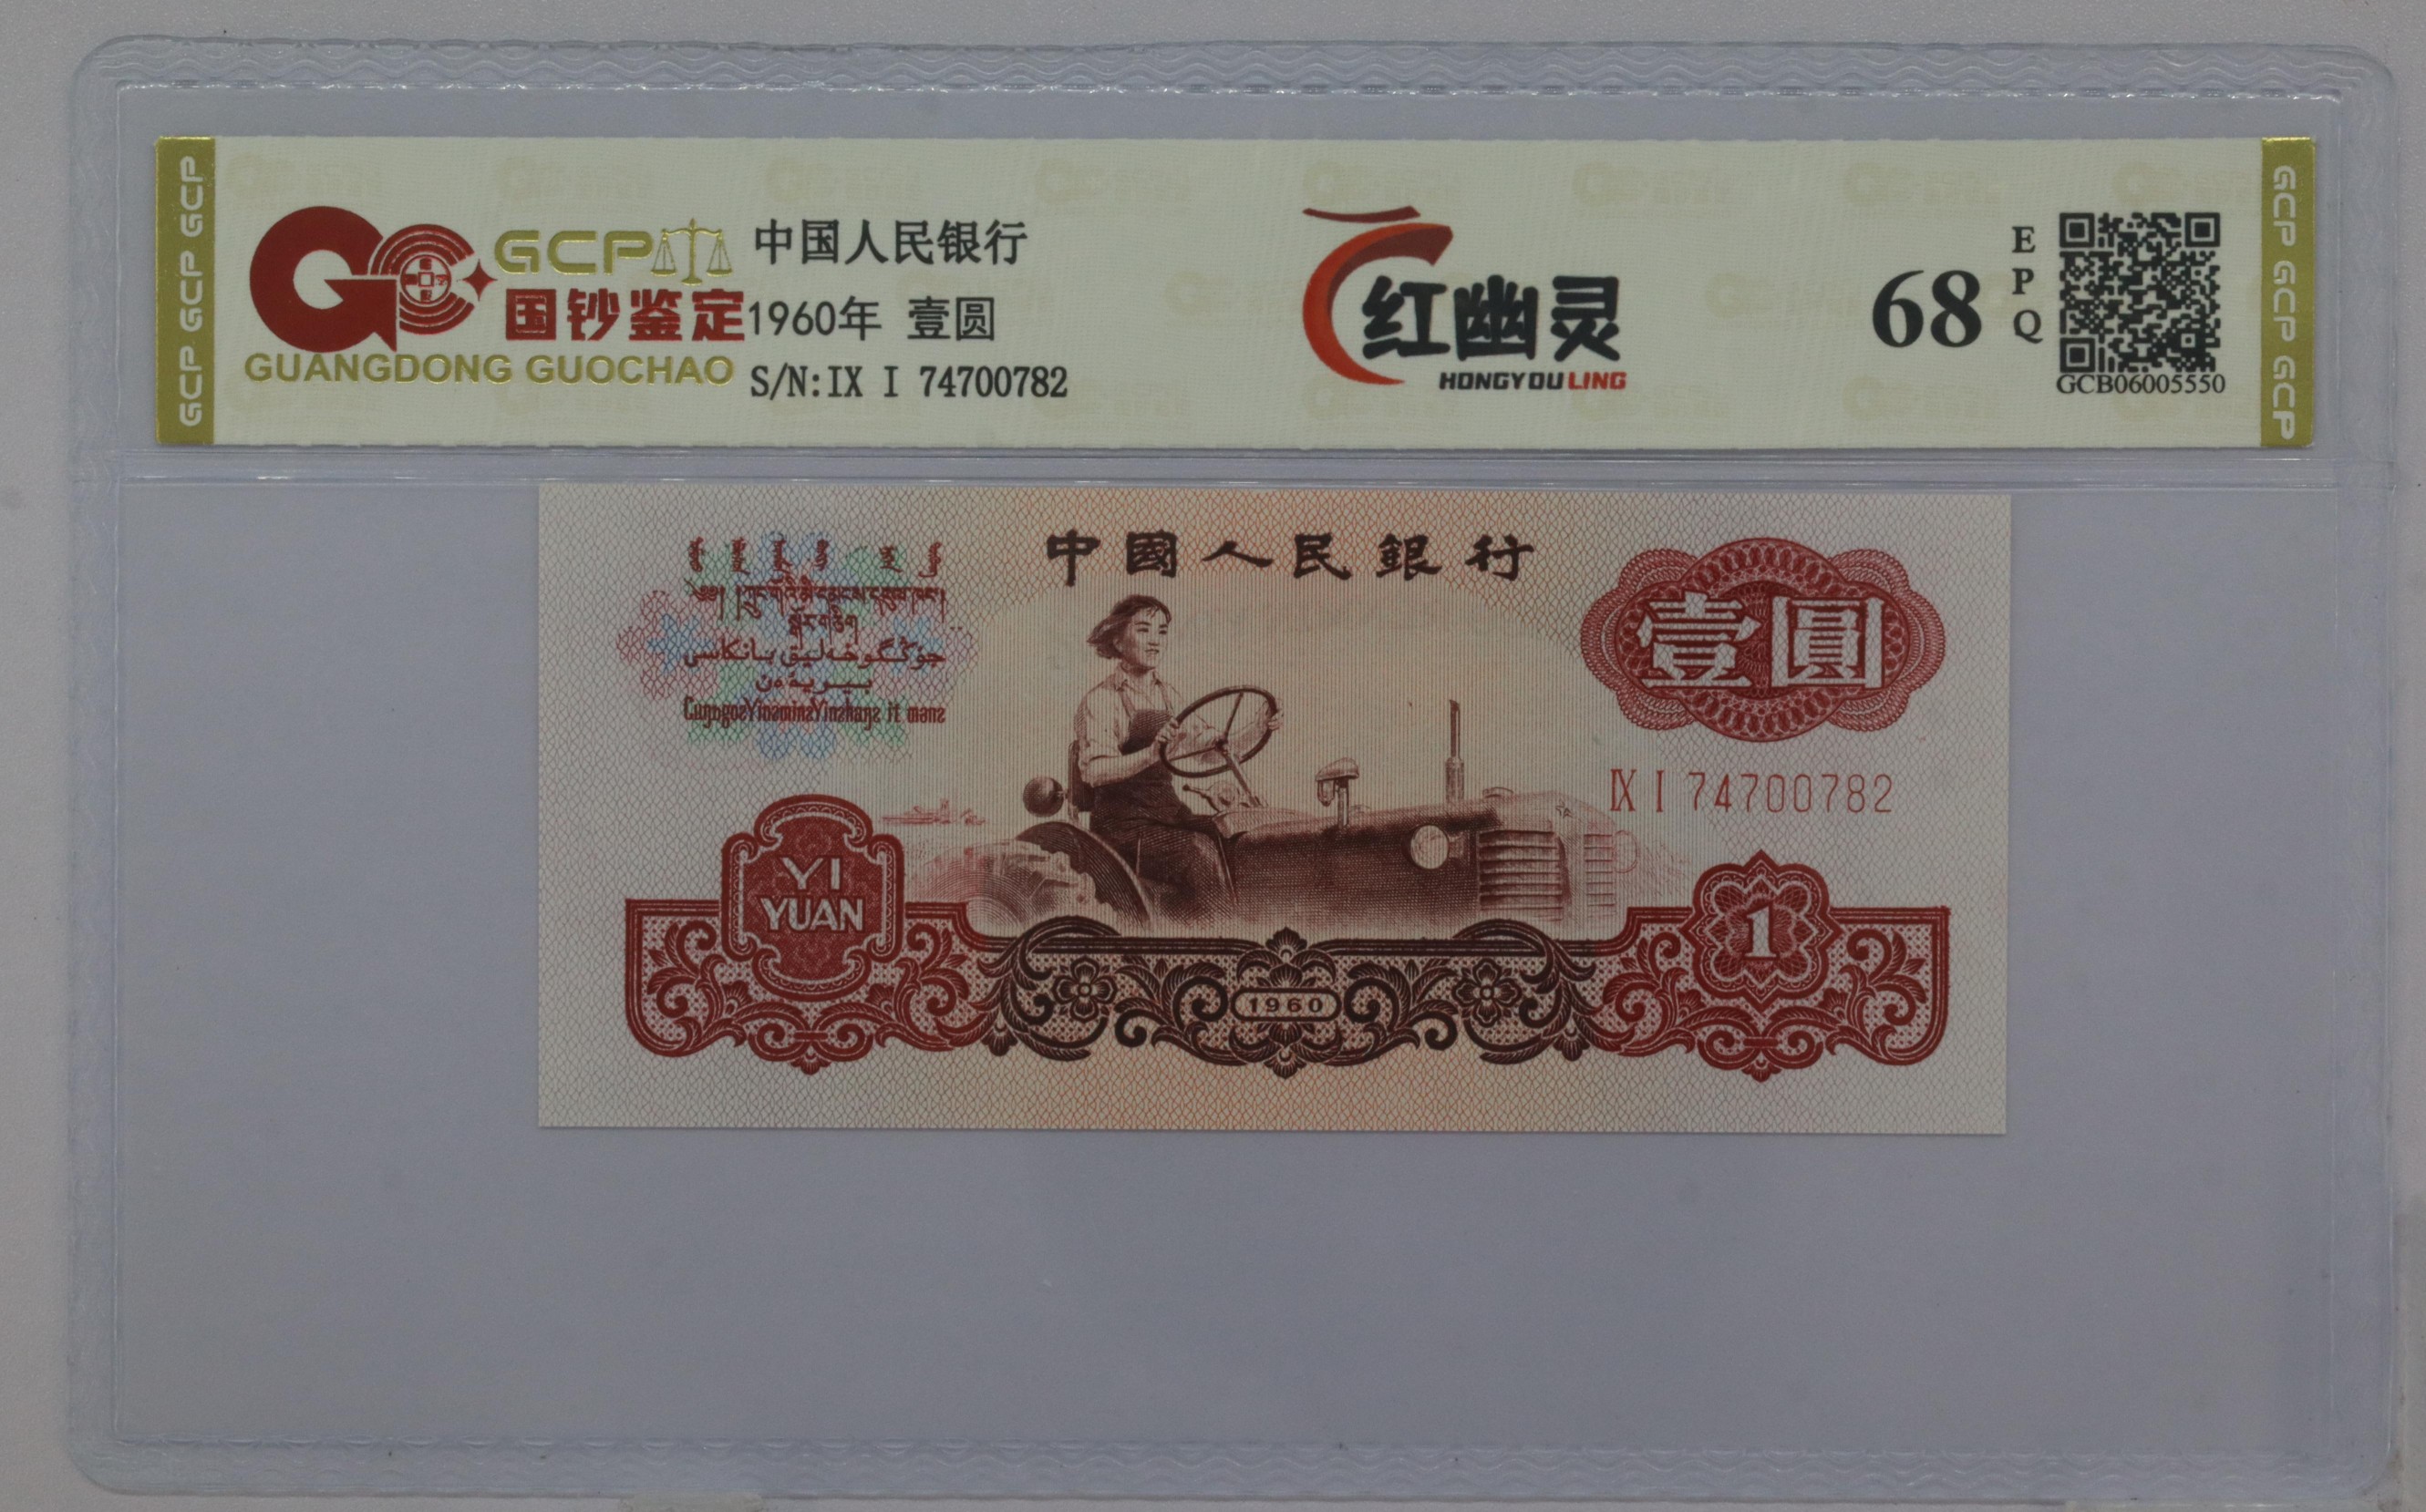 GCP GCP GCP
GCP
国钞鉴定
GUANGDONG GUOCHAO
中国人民银行
1960年 壹圆
S/N:IX I 74700782
红幽灵
HONGYOULING
68
EPQ
GCB06005550
GCP GCP GCP
中國人民銀行
壹圓
IX I 74700782
YI
YUAN
1960
1